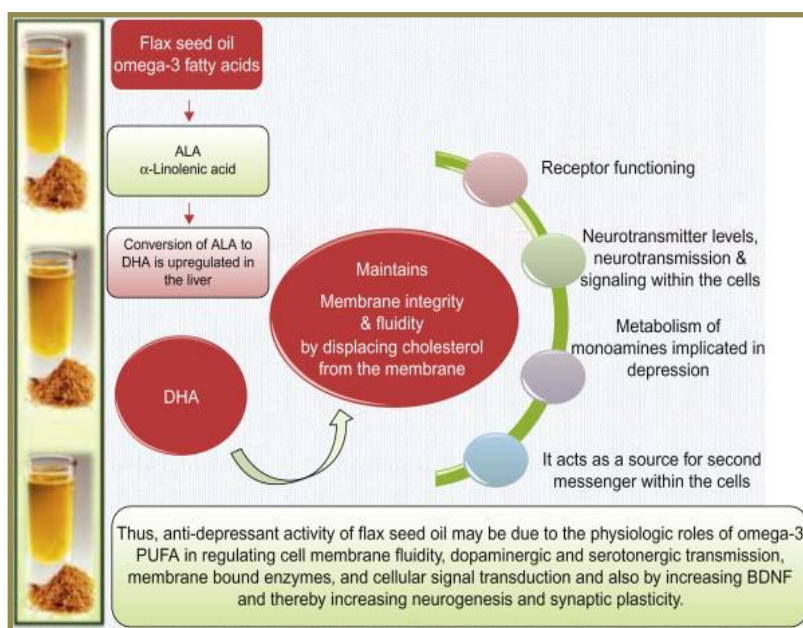 Flax seed oil
omega-3 fatty acids
ALA
α-Linolenic acid
Conversion of ALA to
DHA is upregulated in
the liver
DHA
Maintains
Membrane integrity
& fluidity
by displacing cholesterol
from the membrane
Receptor functioning
Neurotransmitter levels,
neurotransmission &
signaling within the cells
Metabolism of
monoamines implicated in
depression
It acts as a source for second
messenger within the cells
Thus, anti-depressant activity of flax seed oil may be due to the physiologic roles of omega-3
PUFA in regulating cell membrane fluidity, dopaminergic and serotonergic transmission,
membrane bound enzymes, and cellular signal transduction and also by increasing BDNF
and thereby increasing neurogenesis and synaptic plasticity.